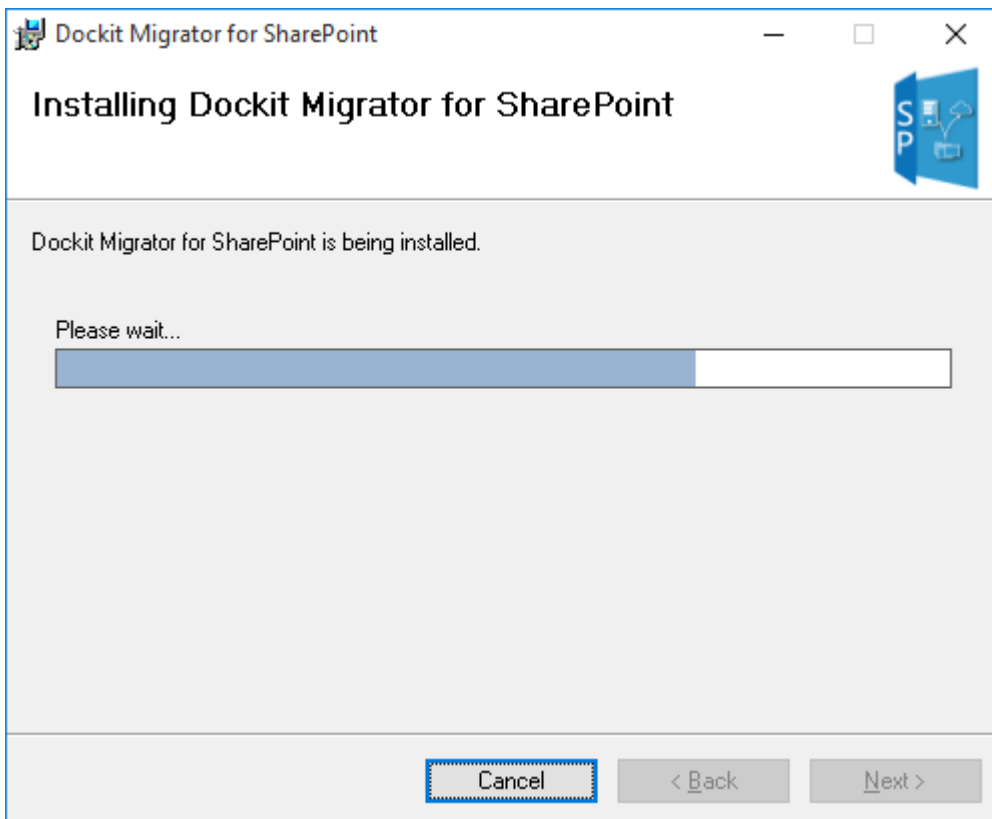 Dockit Migrator for SharePoint
Installing Dockit Migrator for SharePoint
S
P
Dockit Migrator for SharePoint is being installed.
Please wait...
Cancel
< Back
Next >